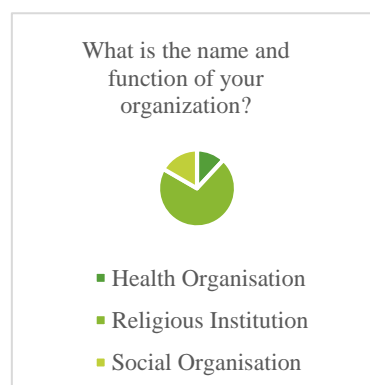 What is the name and
function of your
organization?
Health Organisation
Religious Institution
Social Organisation